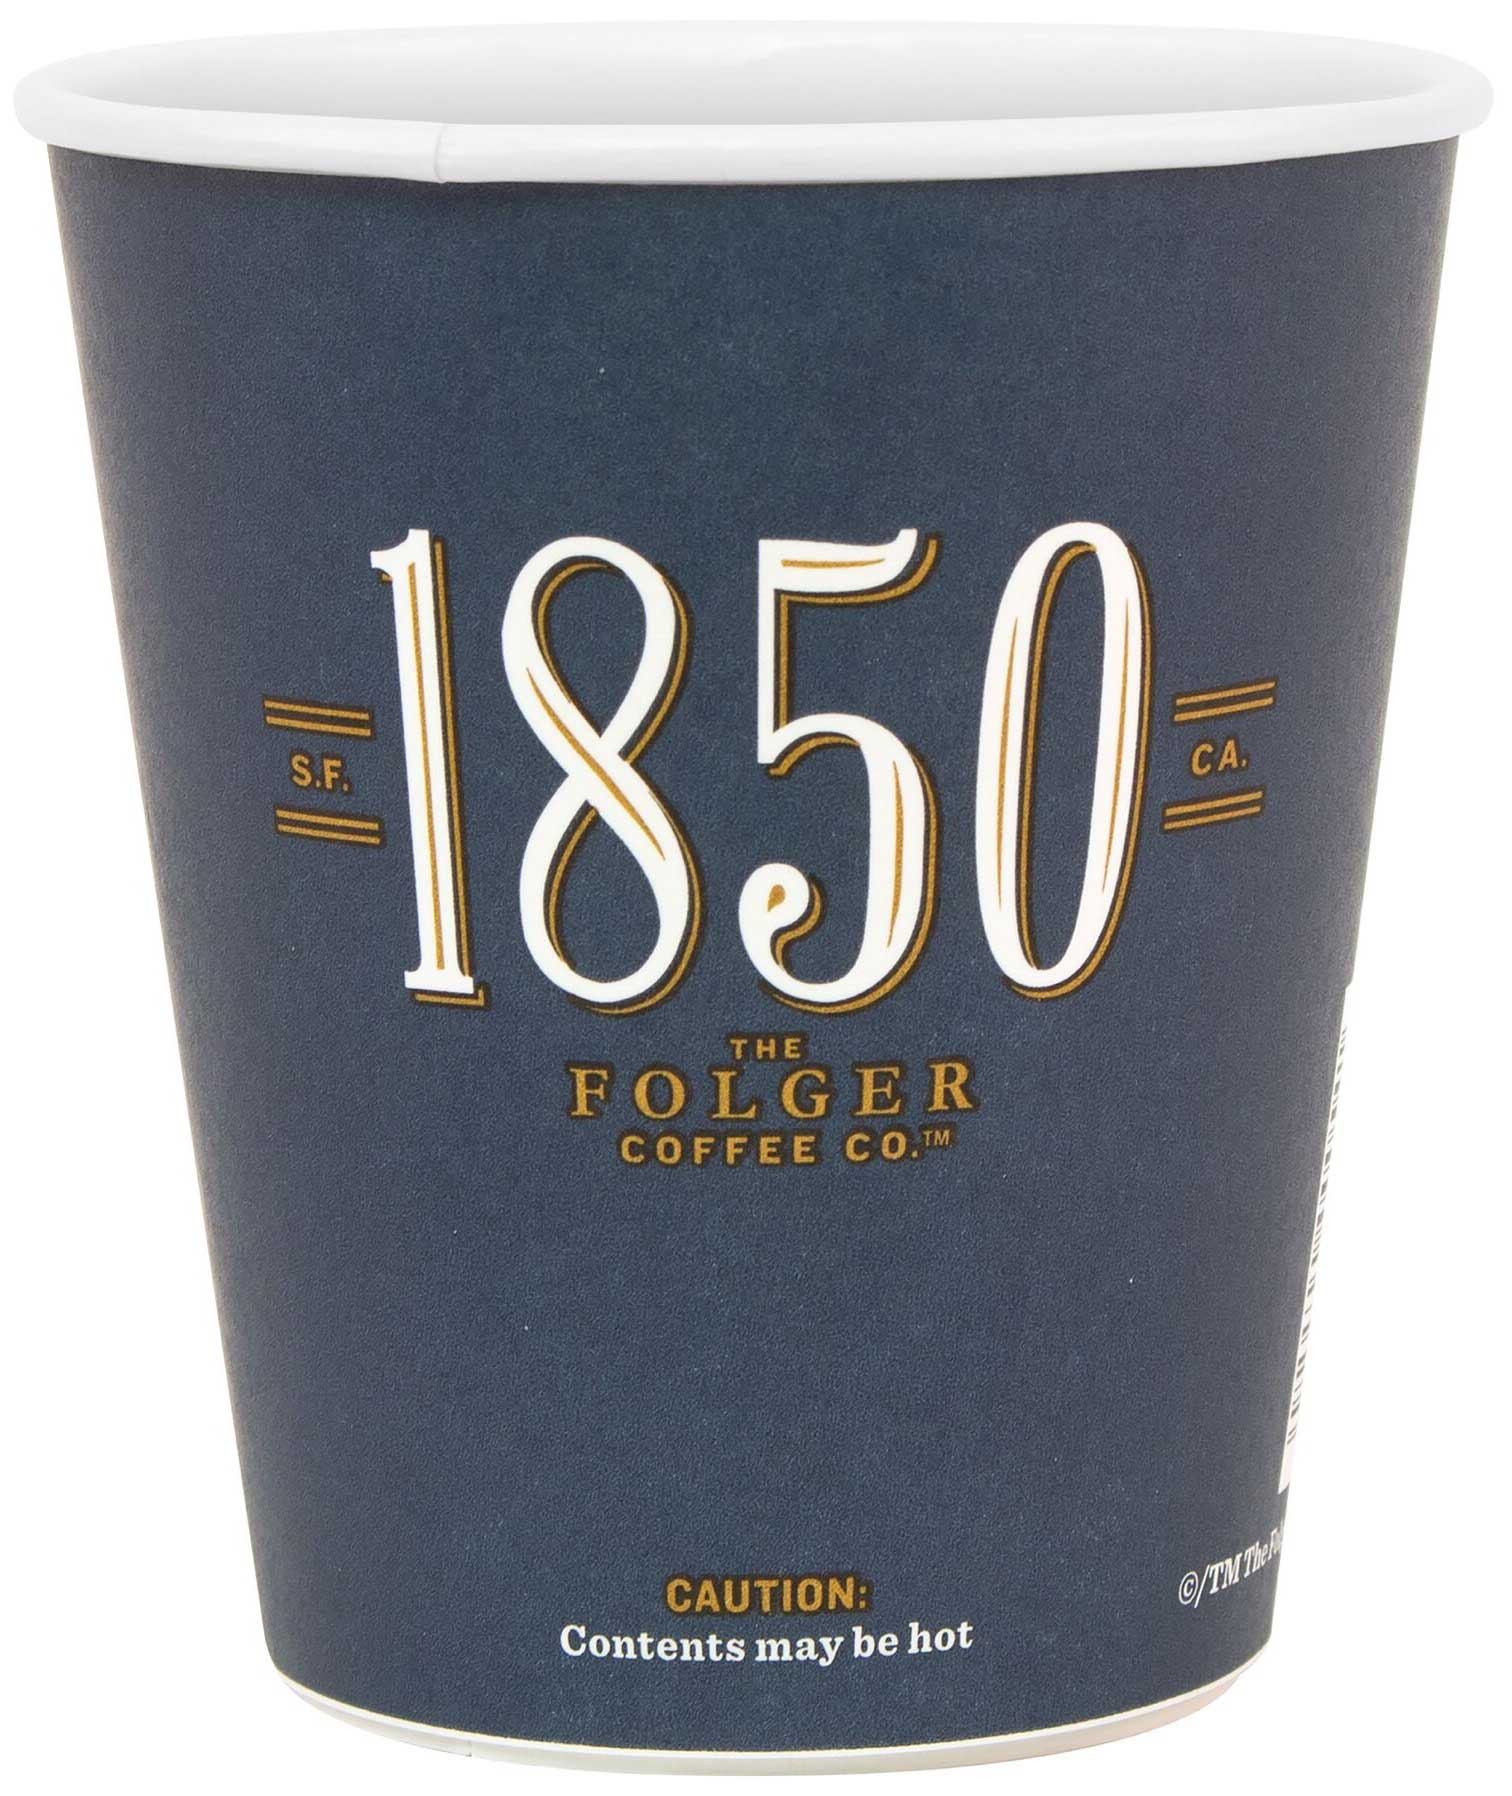 1850
S.F.
CA.
THE
FOLGER
COFFEE CO.™
CAUTION:
Contents may be hot
©/TM The